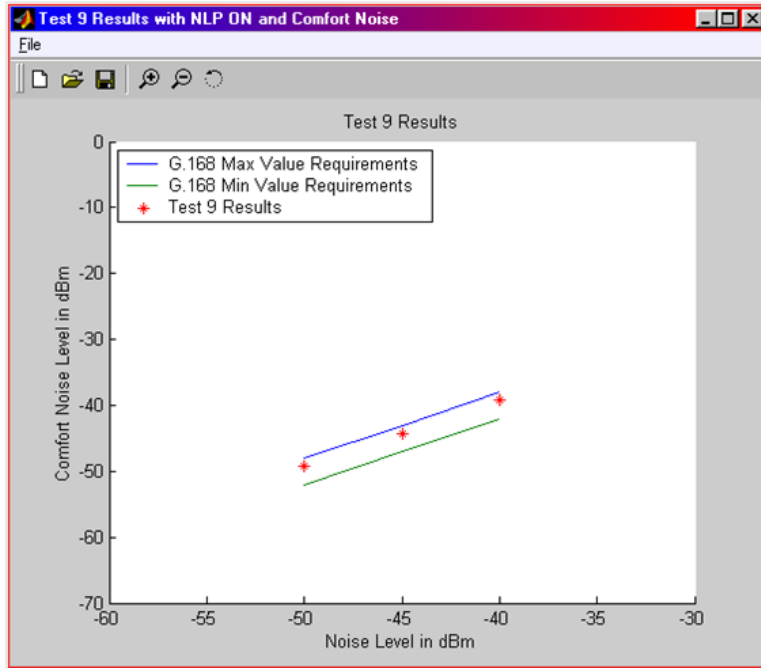 Test 9 Results with NLP ON and Comfort Noise
File
Test 9 Results
G.168 Max Value Requirements
G.168 Min Value Requirements
Test 9 Results
Comfort Noise Level in dBm
0
-10
-20
-30
-40
-50
-60
-70
-60
-55
-50
-45
-40
-35
-30
Noise Level in dBm